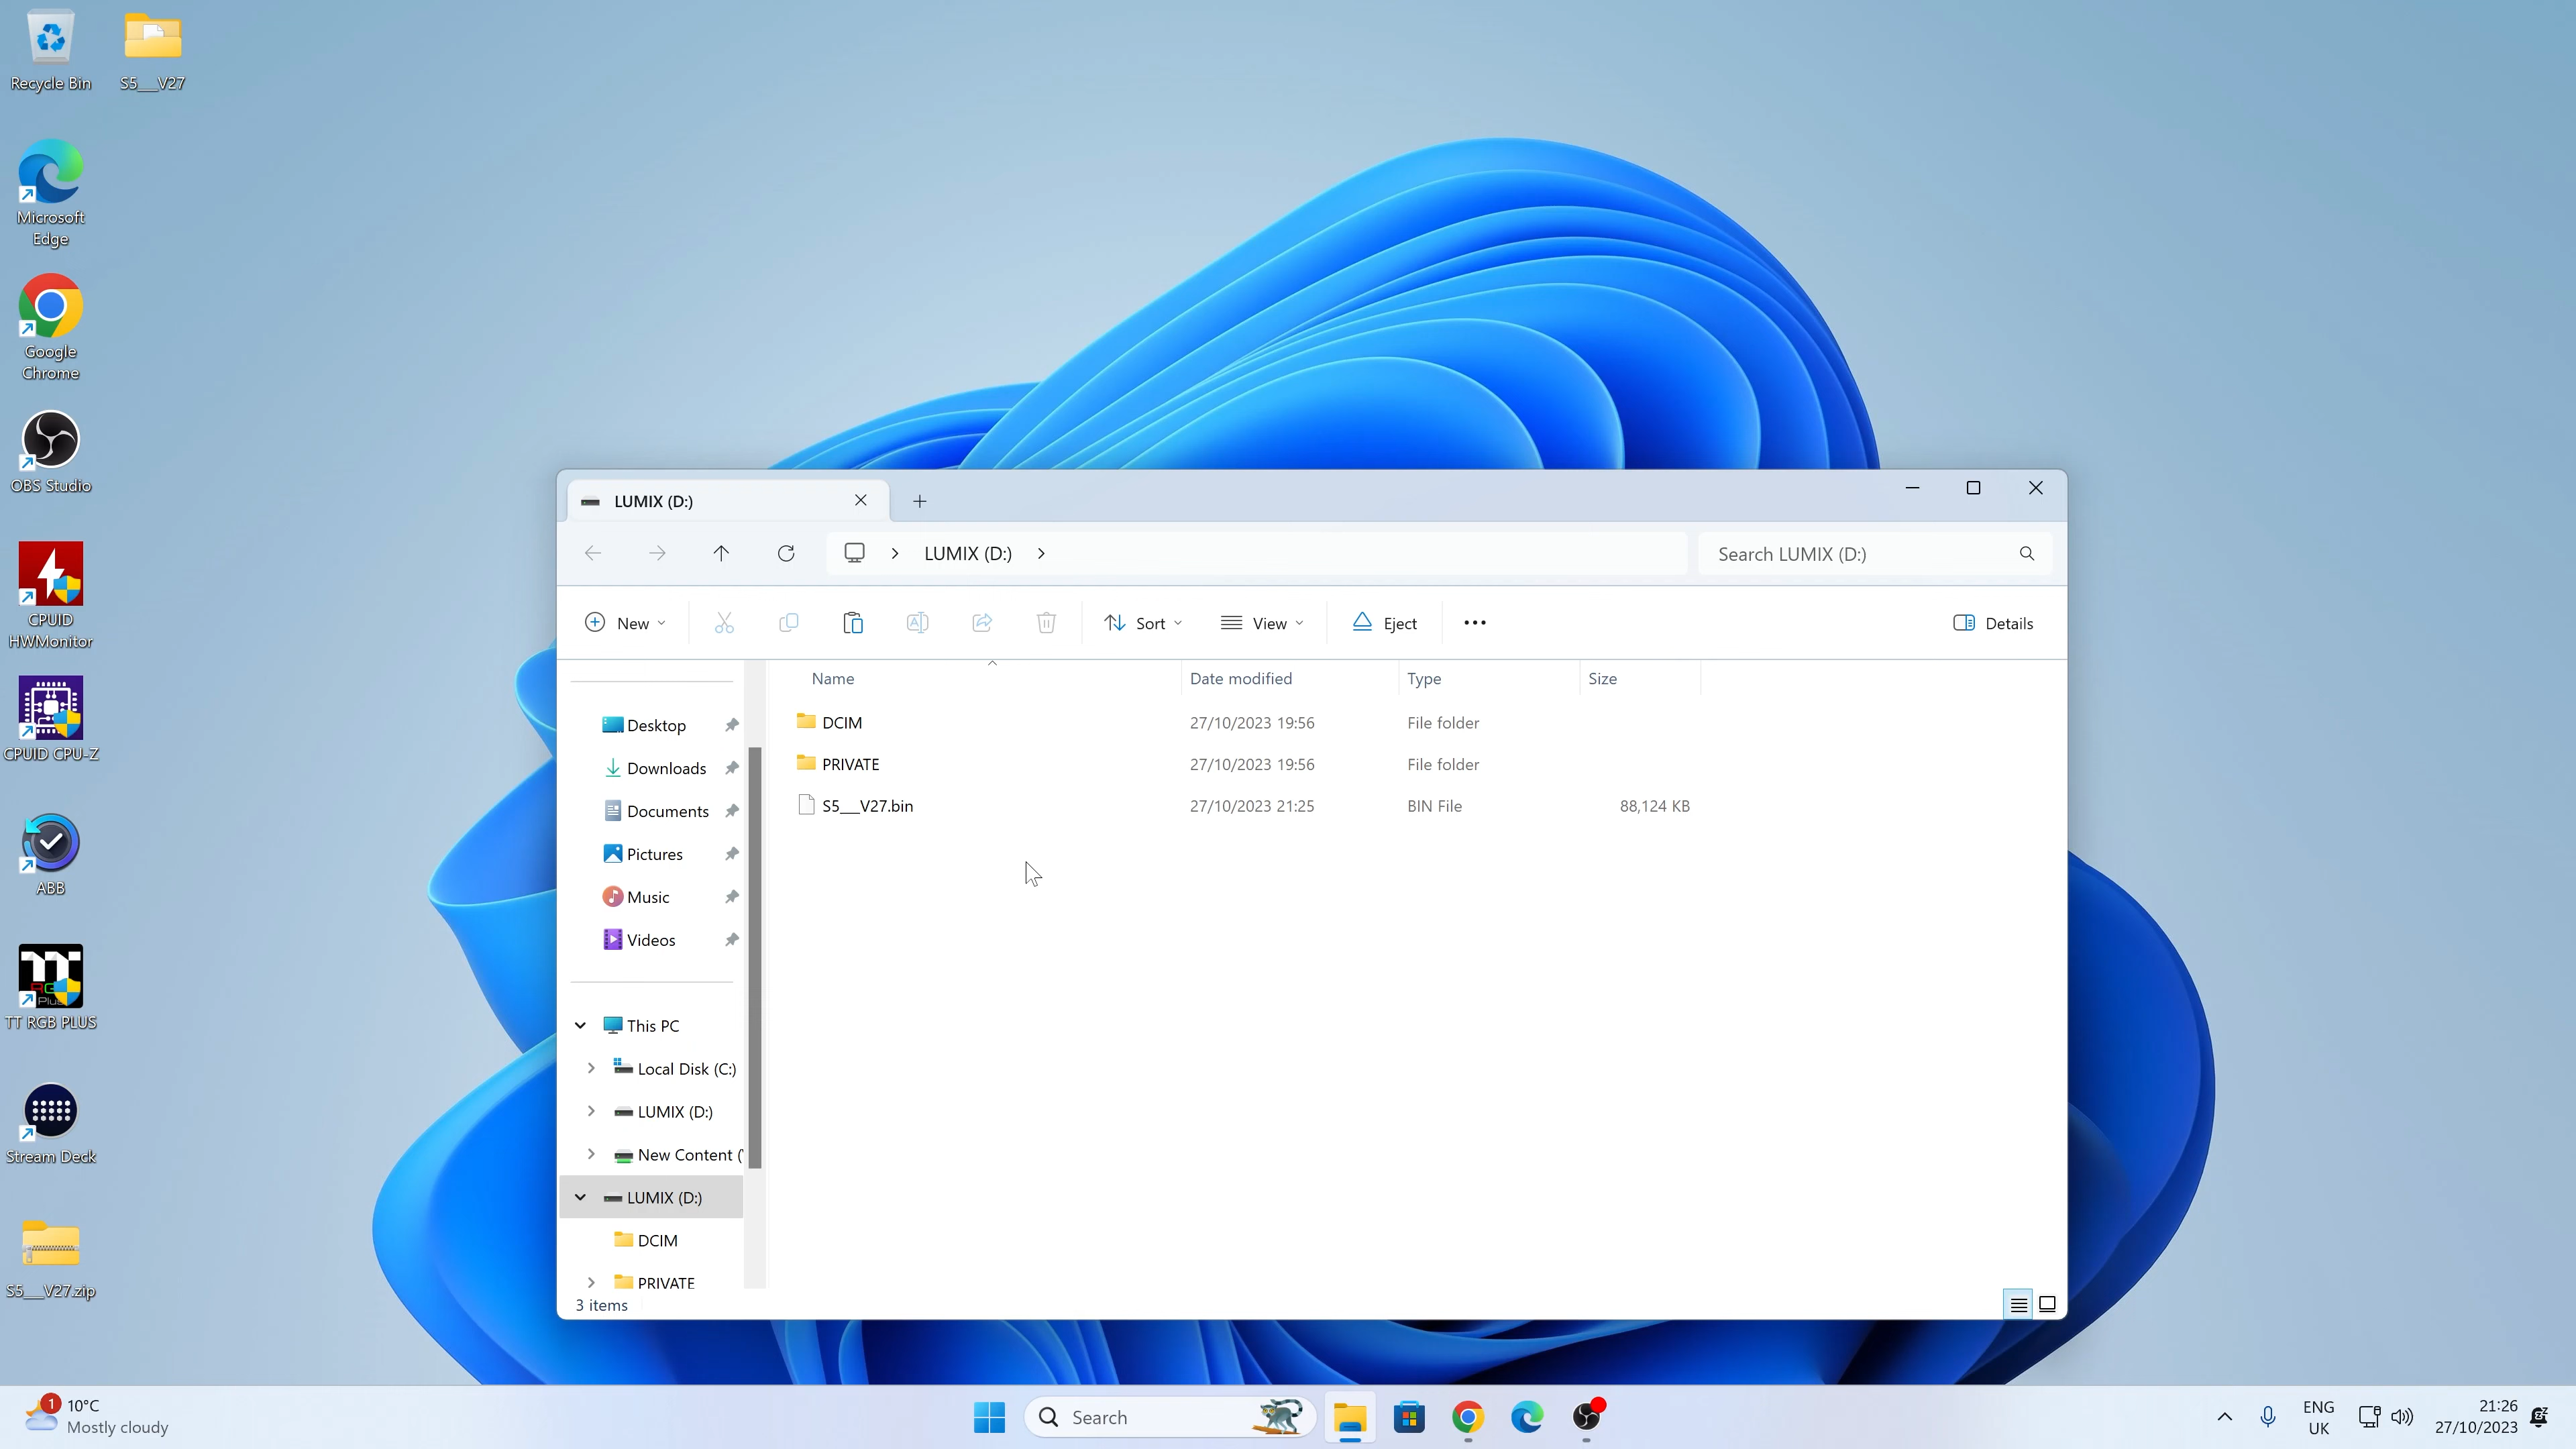 Recycle Bin
S5___V27
Microsoft
Edge
Google
Chrome
OBS Studio
CPUID
HWMonitor
CPUID CPU-Z
ABB
TT RGB PLUS
Stream Deck
S5___V27.zip
LUMIX (D:)
LUMIX (D:)
Search LUMIX (D:)
New
Sort
View
Eject
Details
Name Date modified Type Size
DCIM 27/10/2023 19:56 File folder
PRIVATE 27/10/2023 19:56 File folder
S5___V27.bin 27/10/2023 21:25 BIN File 88,124 KB
Desktop
Downloads
Documents
Pictures
Music
Videos
This PC
Local Disk (C:)
LUMIX (D:)
New Content (
LUMIX (D:)
DCIM
PRIVATE
3 items
1
10°C
Mostly cloudy
Search
ENG
UK
21:26
27/10/2023